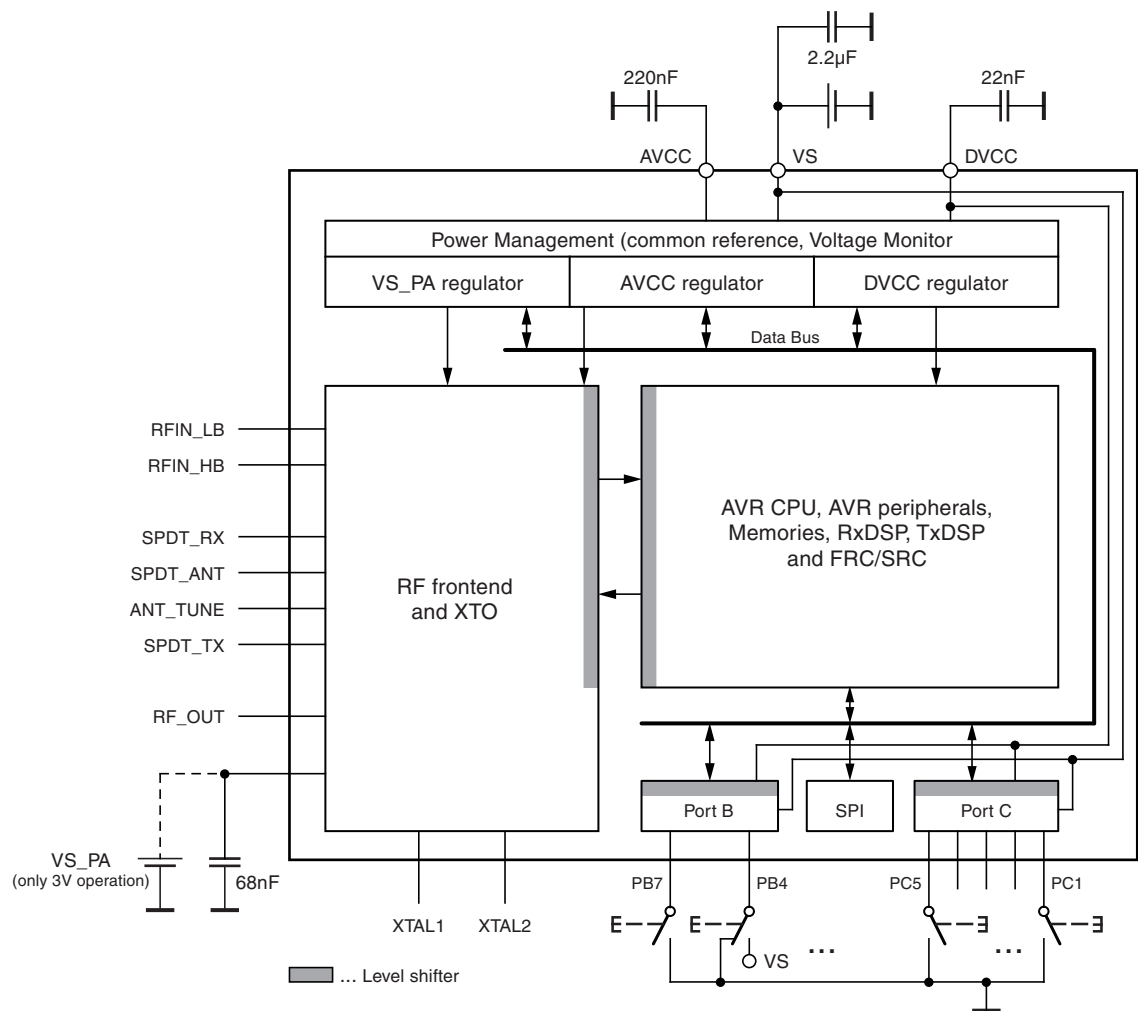 2.2µF
220nF
22nF
AVCC
VS
DVCC
Power Management (common reference, Voltage Monitor
VS_PA regulator
AVCC regulator
DVCC regulator
Data Bus
RFIN_LB
RFIN_HB
SPDT_RX
SPDT_ANT
ANT_TUNE
SPDT_TX
RF_OUT
RF frontend
and XTO
AVR CPU, AVR peripherals,
Memories, RxDSP, TxDSP
and FRC/SRC
Port B
SPI
Port C
VS_PA
(only 3V operation)
68nF
PB7
PB4
PC5
PC1
XTAL1
XTAL2
VS
...
...
... Level shifter